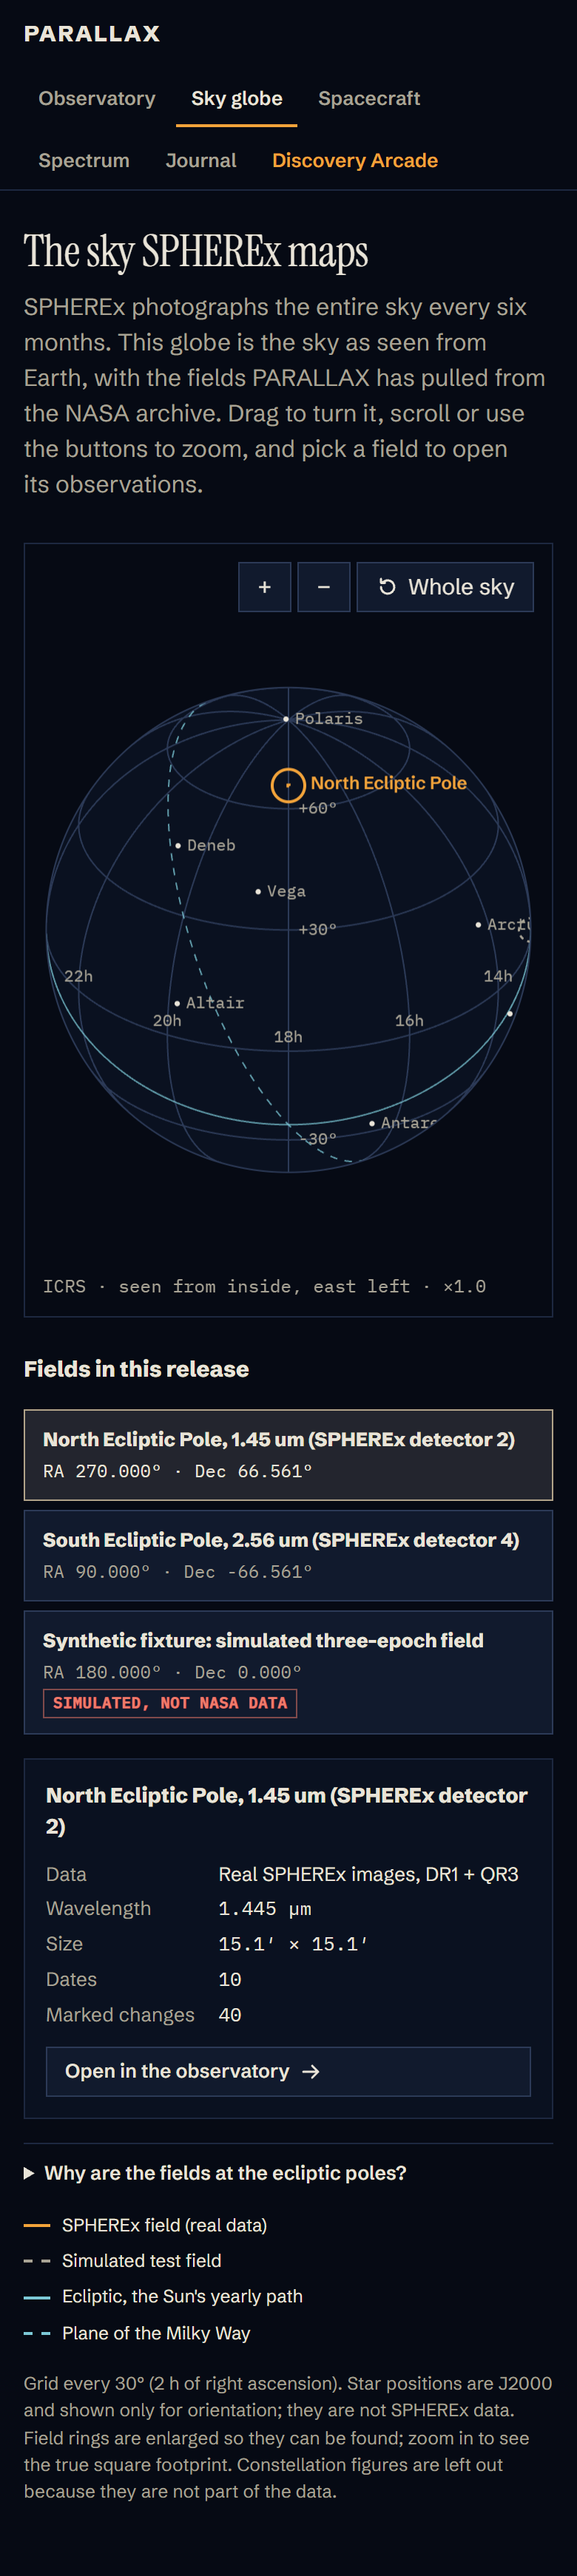 PARALLAX
Observatory Sky globe Spacecraft
Spectrum Journal Discovery Arcade
The sky SPHEREx maps
SPHEREx photographs the entire sky every six
months. This globe is the sky as seen from
Earth, with the fields PARALLAX has pulled from
the NASA archive. Drag to turn it, scroll or use
the buttons to zoom, and pick a field to open
its observations.
+ − Whole sky
Polaris
North Ecliptic Pole
+60°
Deneb
Vega
+30°
22h
14h
Altair
20h
16h
18h
-30°
ICRS · seen from inside, east left · ×1.0
Fields in this release
North Ecliptic Pole, 1.45 um (SPHEREx detector 2)
RA 270.000° · Dec 66.561°
South Ecliptic Pole, 2.56 um (SPHEREx detector 4)
RA 90.000° · Dec -66.561°
Synthetic fixture: simulated three-epoch field
RA 180.000° · Dec 0.000°
SIMULATED, NOT NASA DATA
North Ecliptic Pole, 1.45 um (SPHEREx detector
2)
Data Real SPHEREx images, DR1 + QR3
Wavelength 1.445 µm
Size 15.1′ × 15.1′
Dates 10
Marked changes 40
Open in the observatory →
Why are the fields at the ecliptic poles?
SPHEREx field (real data)
Simulated test field
Ecliptic, the Sun's yearly path
Plane of the Milky Way
Grid every 30° (2 h of right ascension). Star positions are J2000
and shown only for orientation; they are not SPHEREx data.
Field rings are enlarged so they can be found; zoom in to see
the true square footprint. Constellation figures are left out
because they are not part of the data.